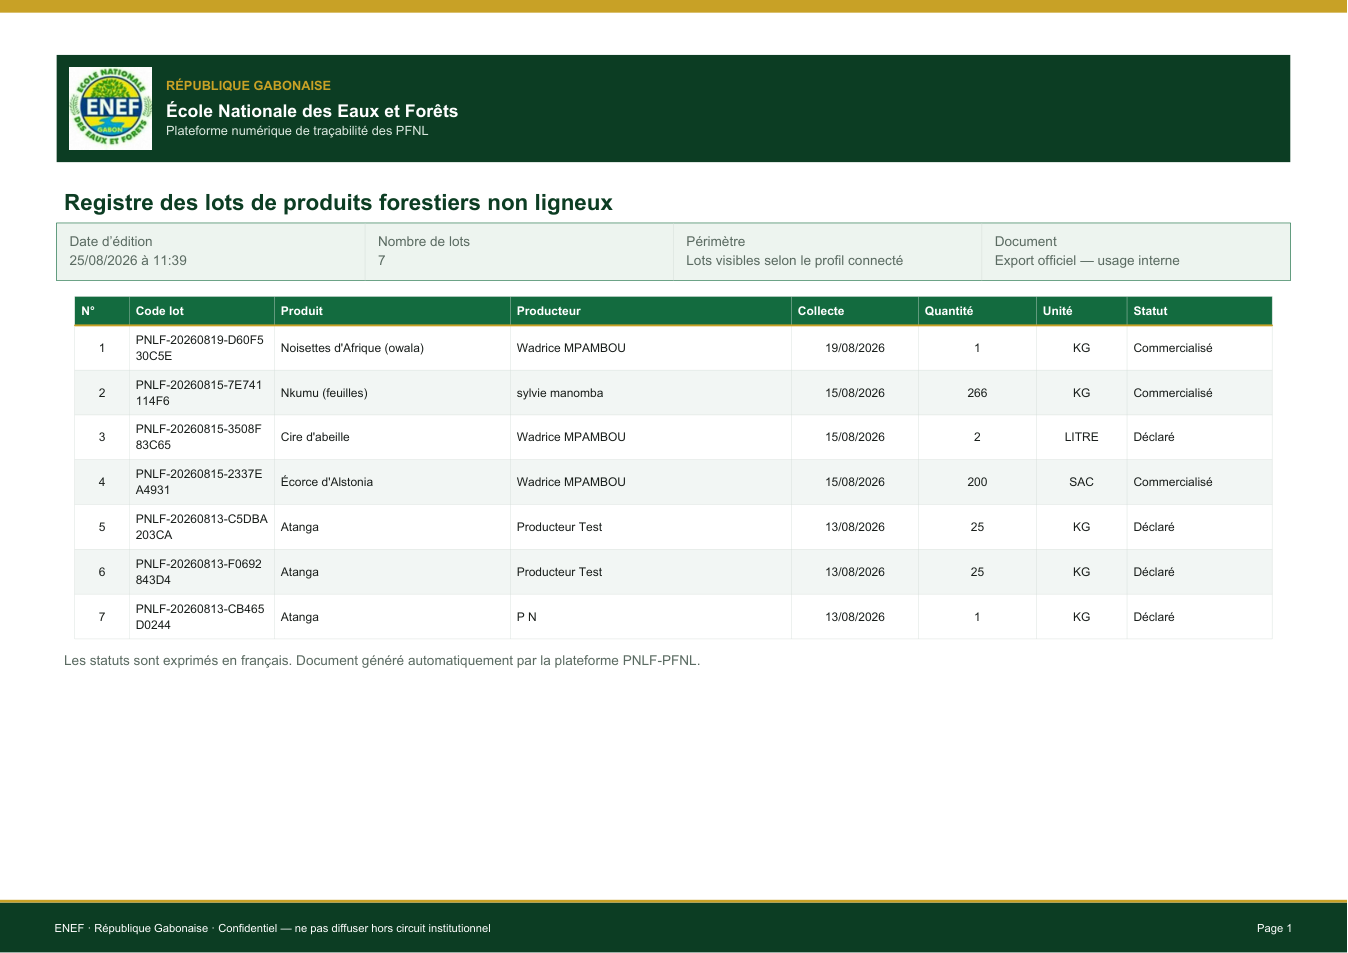 ECOLE NATIONALE
ENEF
GABON
DES EAUX ET FORETS
RÉPUBLIQUE GABONAISE
École Nationale des Eaux et Forêts
Plateforme numérique de traçabilité des PFNL
Registre des lots de produits forestiers non ligneux
Date d'édition Nombre de lots Périmètre Document
25/08/2026 à 11:39 7 Lots visibles selon le profil connecté Export officiel — usage interne
N° Code lot Produit Producteur Collecte Quantité Unité Statut
1 PNLF-20260819-D60F5 Noisettes d'Afrique (owala) Wadrice MPAMBOU 19/08/2026 1 KG Commercialisé
30C5E
2 PNLF-20260815-7E741 Nkumu (feuilles) sylvie manomba 15/08/2026 266 KG Commercialisé
114F6
3 PNLF-20260815-3508F Cire d'abeille Wadrice MPAMBOU 15/08/2026 2 LITRE Déclaré
83C65
4 PNLF-20260815-2337E Écorce d'Alstonia Wadrice MPAMBOU 15/08/2026 200 SAC Commercialisé
A4931
5 PNLF-20260813-C5DBA Atanga Producteur Test 13/08/2026 25 KG Déclaré
203CA
6 PNLF-20260813-F0692 Atanga Producteur Test 13/08/2026 25 KG Déclaré
843D4
7 PNLF-20260813-CB465 Atanga P N 13/08/2026 1 KG Déclaré
D0244
Les statuts sont exprimés en français. Document généré automatiquement par la plateforme PNLF-PFNL.
ENEF · République Gabonaise · Confidentiel — ne pas diffuser hors circuit institutionnel Page 1